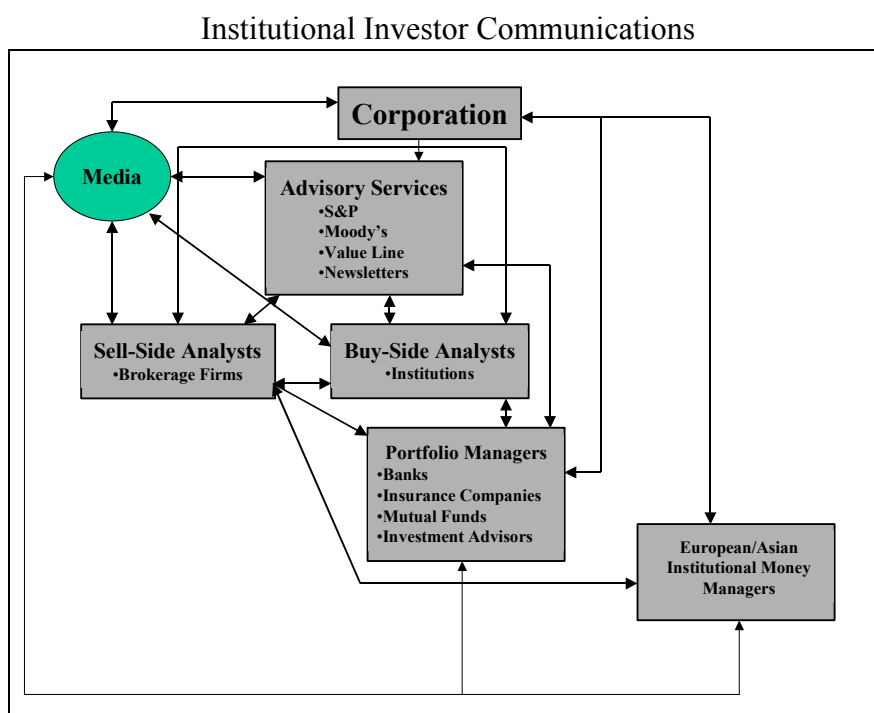 Institutional Investor Communications
Corporation
Media
Advisory Services
•S&P
•Moody's
•Value Line
•Newsletters
Sell-Side Analysts
•Brokerage Firms
Buy-Side Analysts
•Institutions
Portfolio Managers
•Banks
•Insurance Companies
•Mutual Funds
•Investment Advisors
European/Asian
Institutional Money
Managers